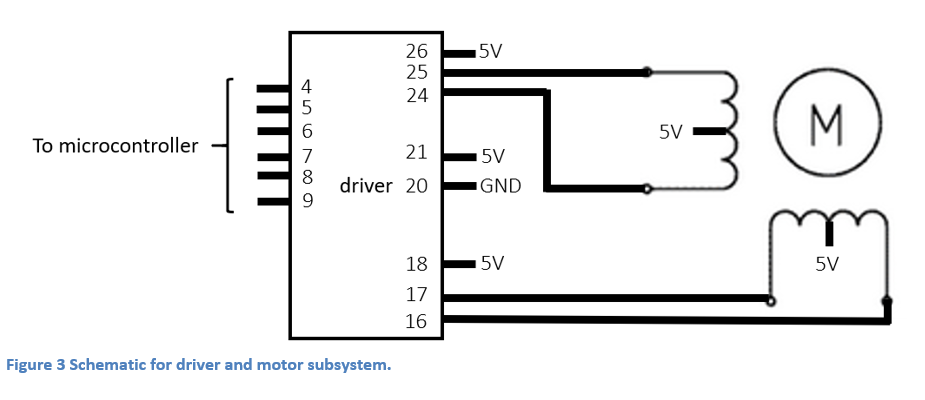 26 5V
25
4 24
5
6 5V M
To microcontroller 7 21 5V
8 driver 20 GND
9
18 5V 5V
17
16
Figure 3 Schematic for driver and motor subsystem.